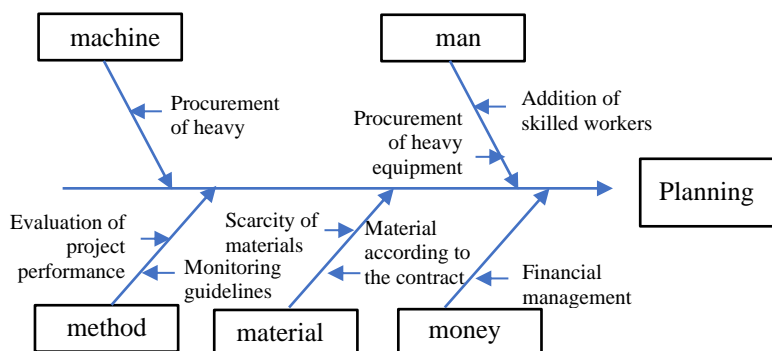 machine
man
Procurement
of heavy
Addition of
skilled workers
Procurement
of heavy
equipment
Planning
Evaluation of
project
performance
Monitoring
guidelines
Scarcity of
materials
Material
according to
the contract
Financial
management
method
material
money